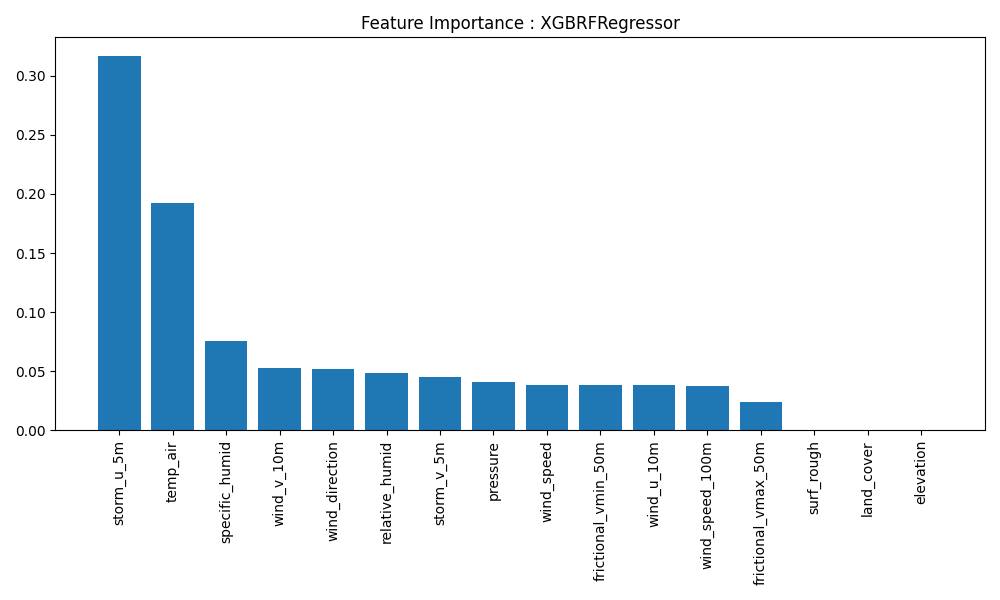 Feature Importance : XGBRFRegressor
0.30
0.25
0.20
0.15
0.10
0.05
0.00
storm_u_5m
temp_air
specific_humid
wind_v_10m
wind_direction
relative_humid
storm_v_5m
pressure
wind_speed
frictional_vmin_50m
wind_u_10m
wind_speed_100m
frictional_vmax_50m
surf_rough
land_cover
elevation